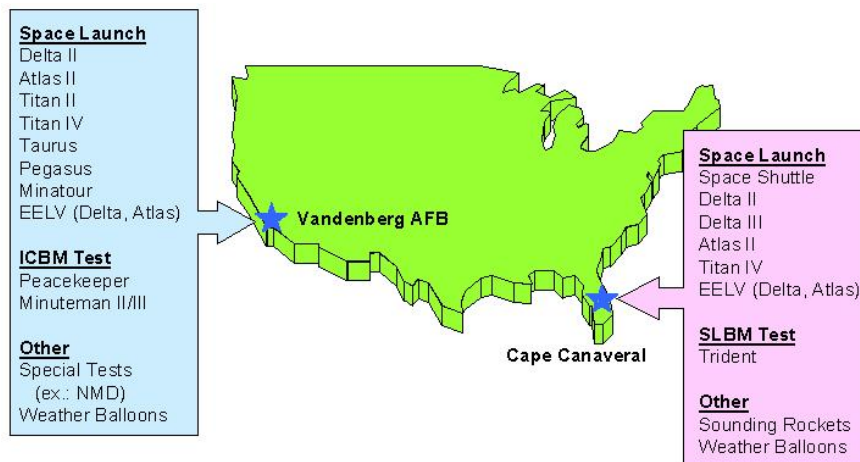 Space Launch
Delta II
Atlas II
Titan II
Titan IV
Taurus
Pegasus
Minatour
EELV (Delta, Atlas)
ICBM Test
Peacekeeper
Minuteman II/III
Other
Special Tests
(ex.: NMD)
Weather Balloons
Vandenberg AFB
Cape Canaveral
Space Launch
Space Shuttle
Delta II
Delta III
Atlas II
Titan IV
EELV (Delta, Atlas)
SLBM Test
Trident
Other
Sounding Rockets
Weather Balloons